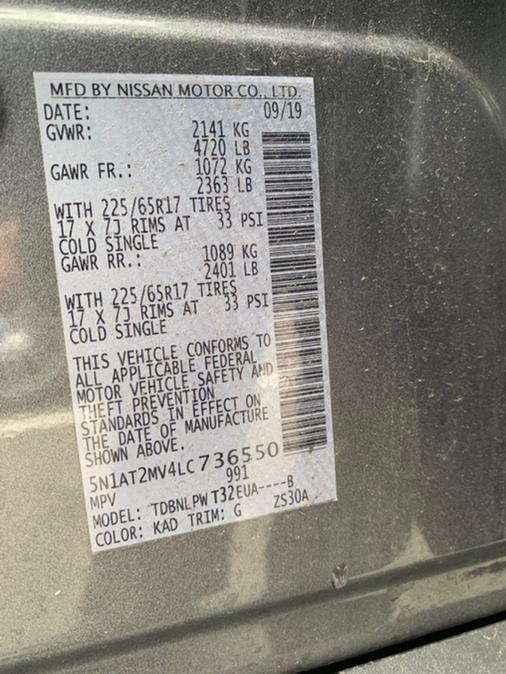 MFD BY NISSAN MOTOR CO., LTD.
DATE: 09/19
GVWR: 2141 KG
4720 LB
GAWR FR.: 1072 KG
2363 LB
WITH 225/65R17 TIRES
17 X 7J RIMS AT 33 PSI
COLD SINGLE
GAWR RR.: 1089 KG
2401 LB
WITH 225/65R17 TIRES
17 X 7J RIMS AT 33 PSI
COLD SINGLE
THIS VEHICLE CONFORMS TO
ALL APPLICABLE FEDERAL
MOTOR VEHICLE SAFETY AND
THEFT PREVENTION
STANDARDS IN EFFECT ON
THE DATE OF MANUFACTURE
SHOWN ABOVE.
5N1AT2MV4LC736550
MPV 991
MODEL: TDBNLPW T32EUA----B
COLOR: KAD TRIM: G ZS30A